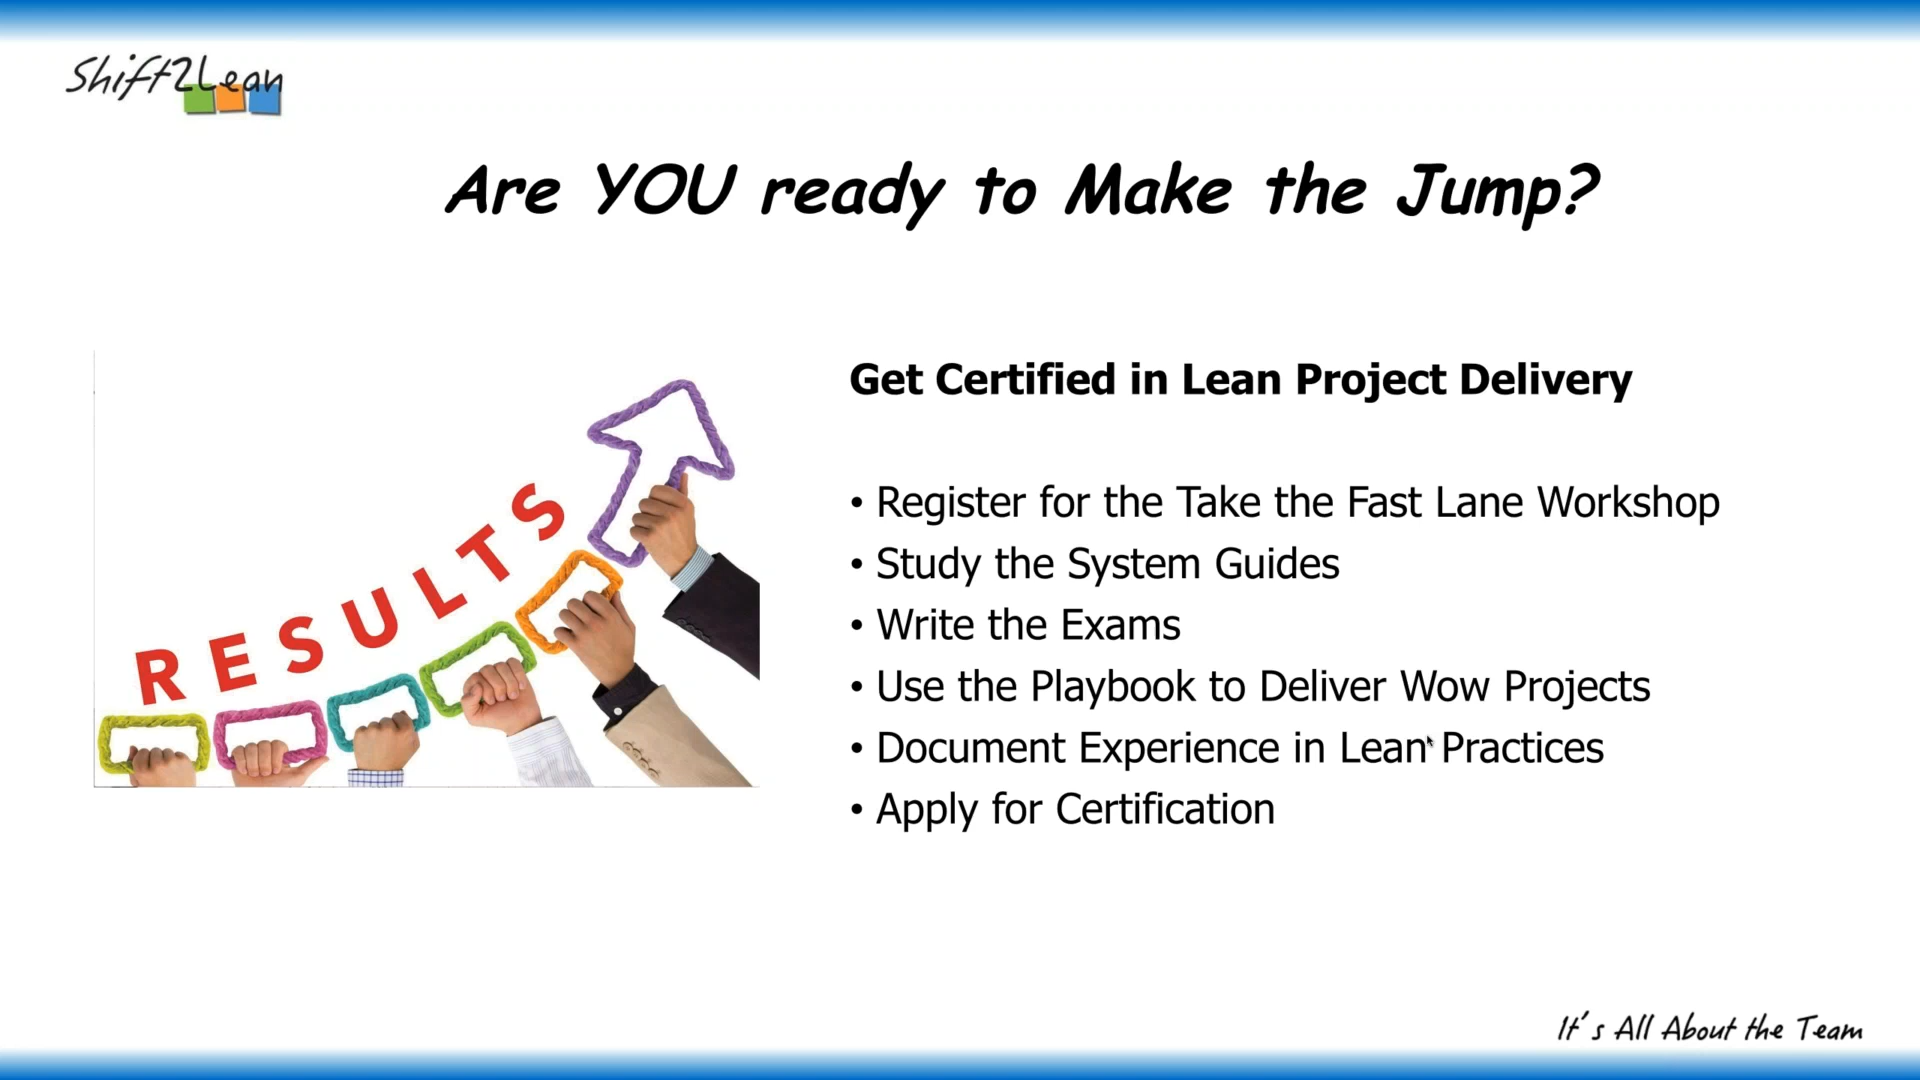 Shift2Lean
Are YOU ready to Make the Jump?
RESULTS
Get Certified in Lean Project Delivery
• Register for the Take the Fast Lane Workshop
• Study the System Guides
• Write the Exams
• Use the Playbook to Deliver Wow Projects
• Document Experience in Lean Practices
• Apply for Certification
It's All About the Team